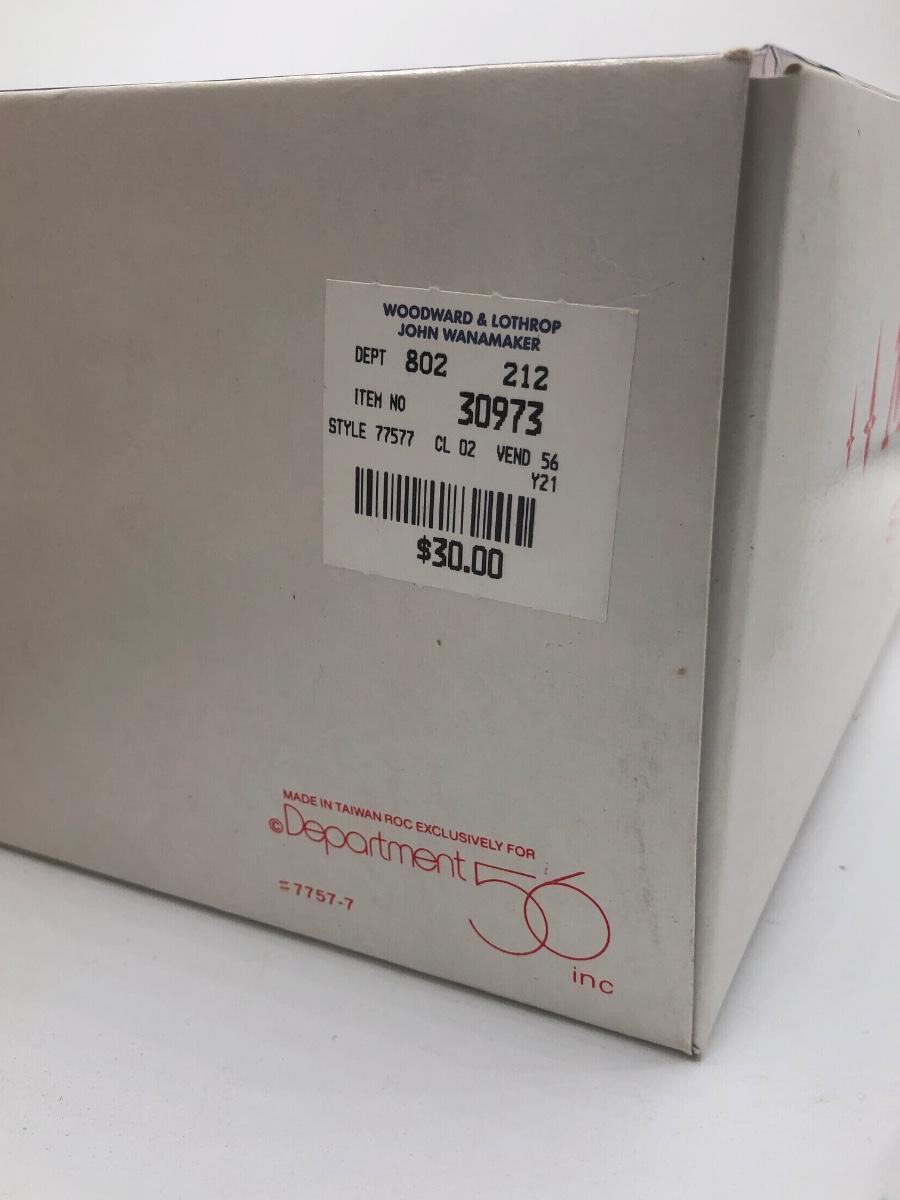 WOODWARD & LOTHROP
JOHN WANAMAKER
DEPT 802 212
ITEM NO 30973
STYLE 77577 CL 02 VEND 56
Y21
$30.00
MADE IN TAIWAN ROC EXCLUSIVELY FOR
©Department 56
#7757-7
inc